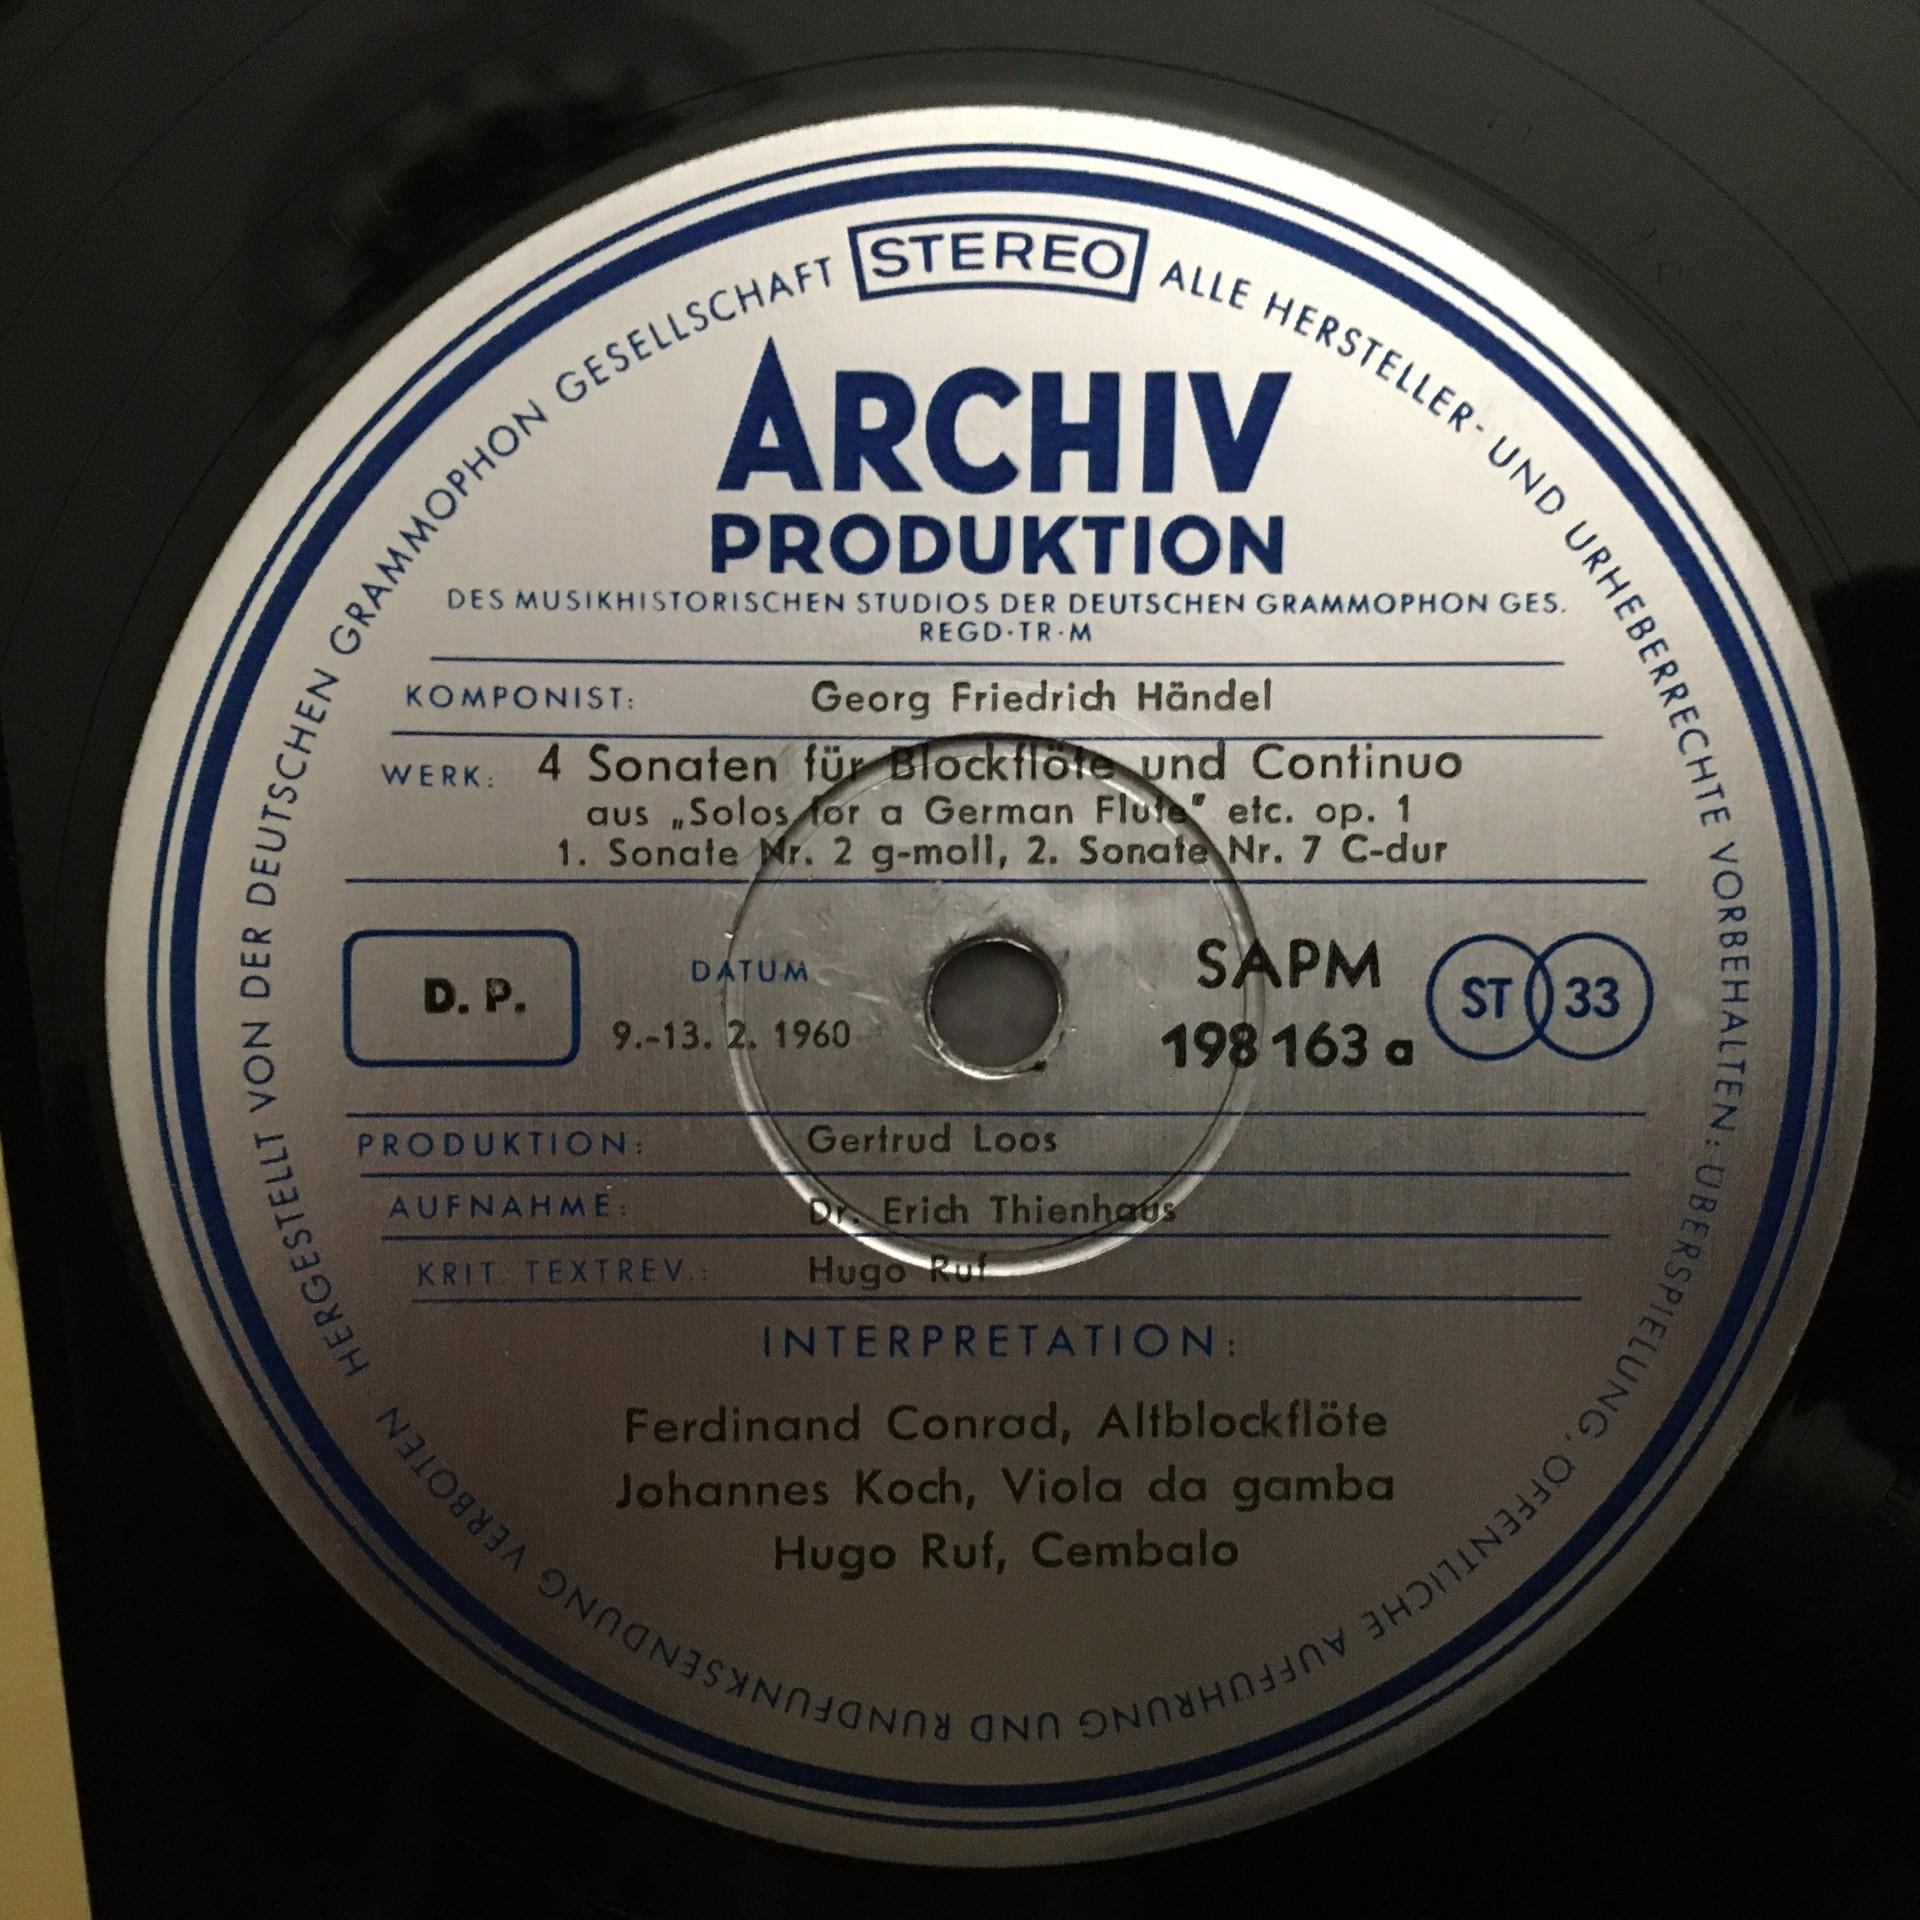 STEREO
ARCHIV
PRODUKTION
DES MUSIKHISTORISCHEN STUDIOS DER DEUTSCHEN GRAMMOPHON GES.
REGD·TR·M
KOMPONIST: Georg Friedrich Händel
WERK: 4 Sonaten für Blockflöte und Continuo
aus „Solos for a German Flute" etc. op. 1
1. Sonate Nr. 2 g-moll, 2. Sonate Nr. 7 C-dur
D. P.
DATUM
9.-13. 2. 1960
SAPM
198 163 a
ST 33
PRODUKTION: Gertrud Loos
AUFNAHME: Dr. Erich Thienhaus
KRIT TEXTREV.: Hugo Ruf
INTERPRETATION:
Ferdinand Conrad, Altblockflöte
Johannes Koch, Viola da gamba
Hugo Ruf, Cembalo
HERGESTELLT VON DER DEUTSCHEN GRAMMOPHON GESELLSCHAFT
ALLE HERSTELLER- UND URHEBERRECHTE VORBEHALTEN: ÜBERSPIELUNG, ÖFFENTLICHE AUFFÜHRUNG UND RUNDFUNKSENDUNG VERBOTEN